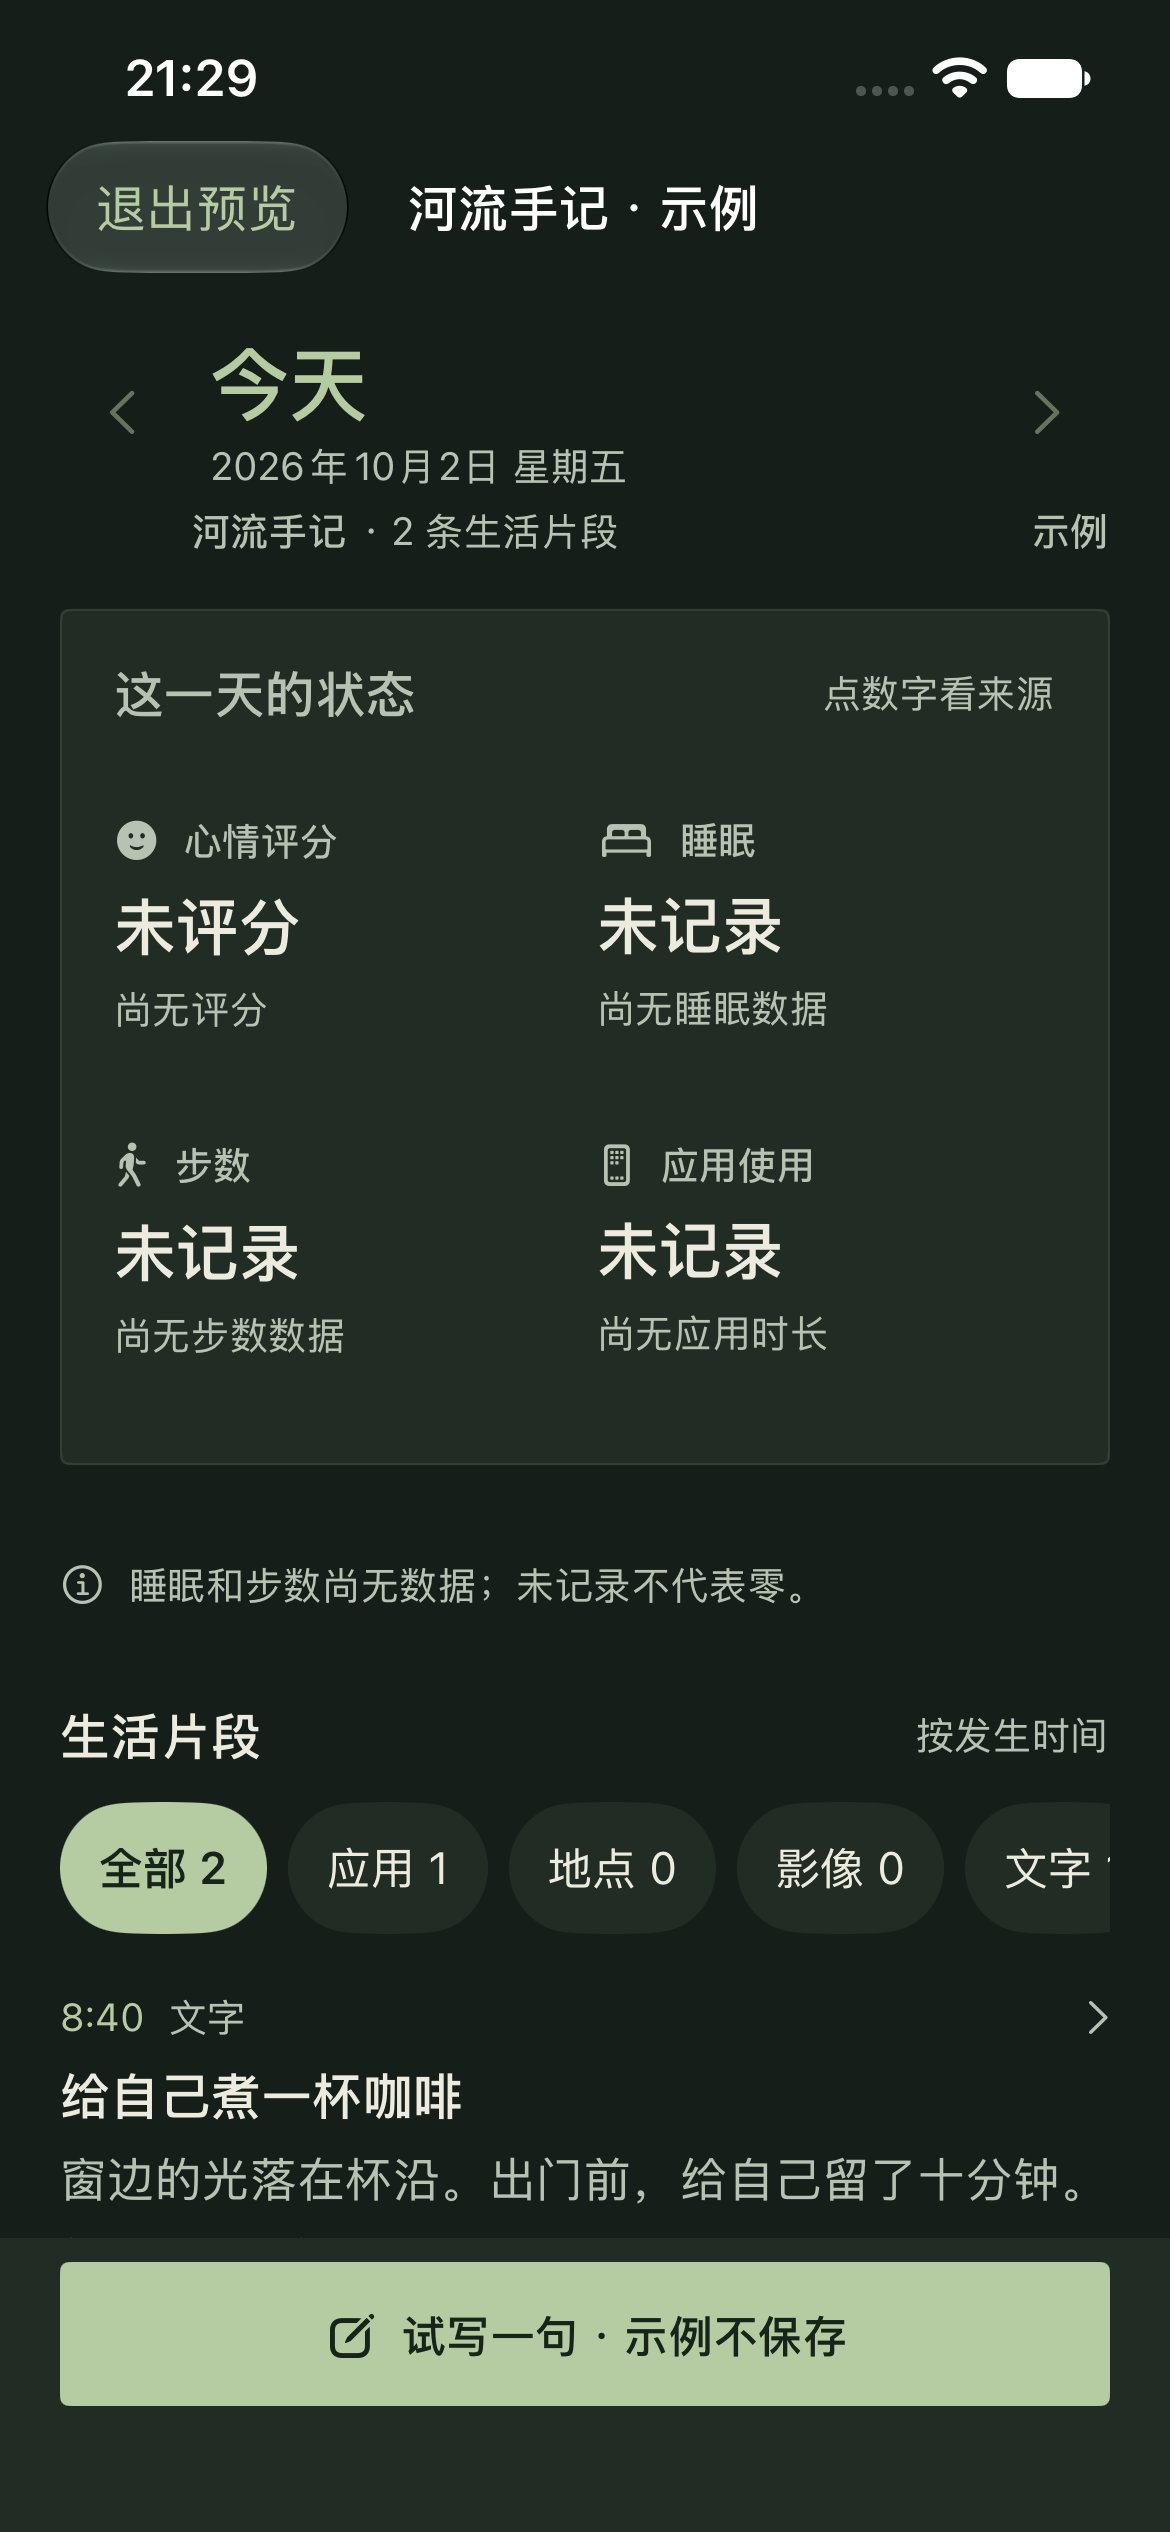 21:29
退出预览
河流手记 · 示例
今天
2026年10月2日 星期五
河流手记 · 2 条生活片段
示例
这一天的状态
点数字看来源
心情评分
睡眠
未评分
未记录
尚无评分
尚无睡眠数据
步数
应用使用
未记录
未记录
尚无步数数据
尚无应用时长
睡眠和步数尚无数据；未记录不代表零。
生活片段
按发生时间
全部 2
应用 1
地点 0
影像 0
文字
8:40 文字
给自己煮一杯咖啡
窗边的光落在杯沿。出门前，给自己留了十分钟。
试写一句 · 示例不保存